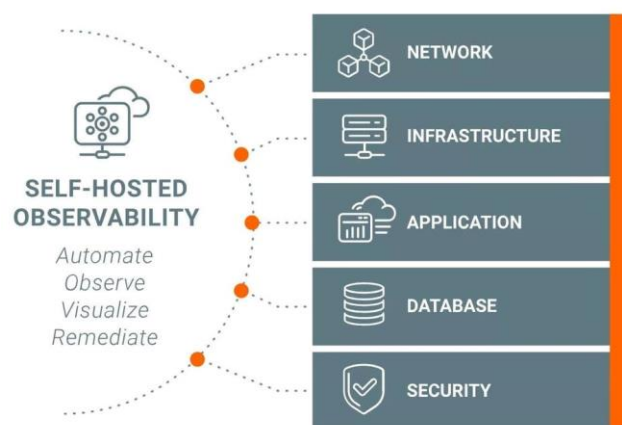 SELF-HOSTED
OBSERVABILITY
Automate
Observe
Visualize
Remediate
NETWORK
INFRASTRUCTURE
APPLICATION
DATABASE
SECURITY